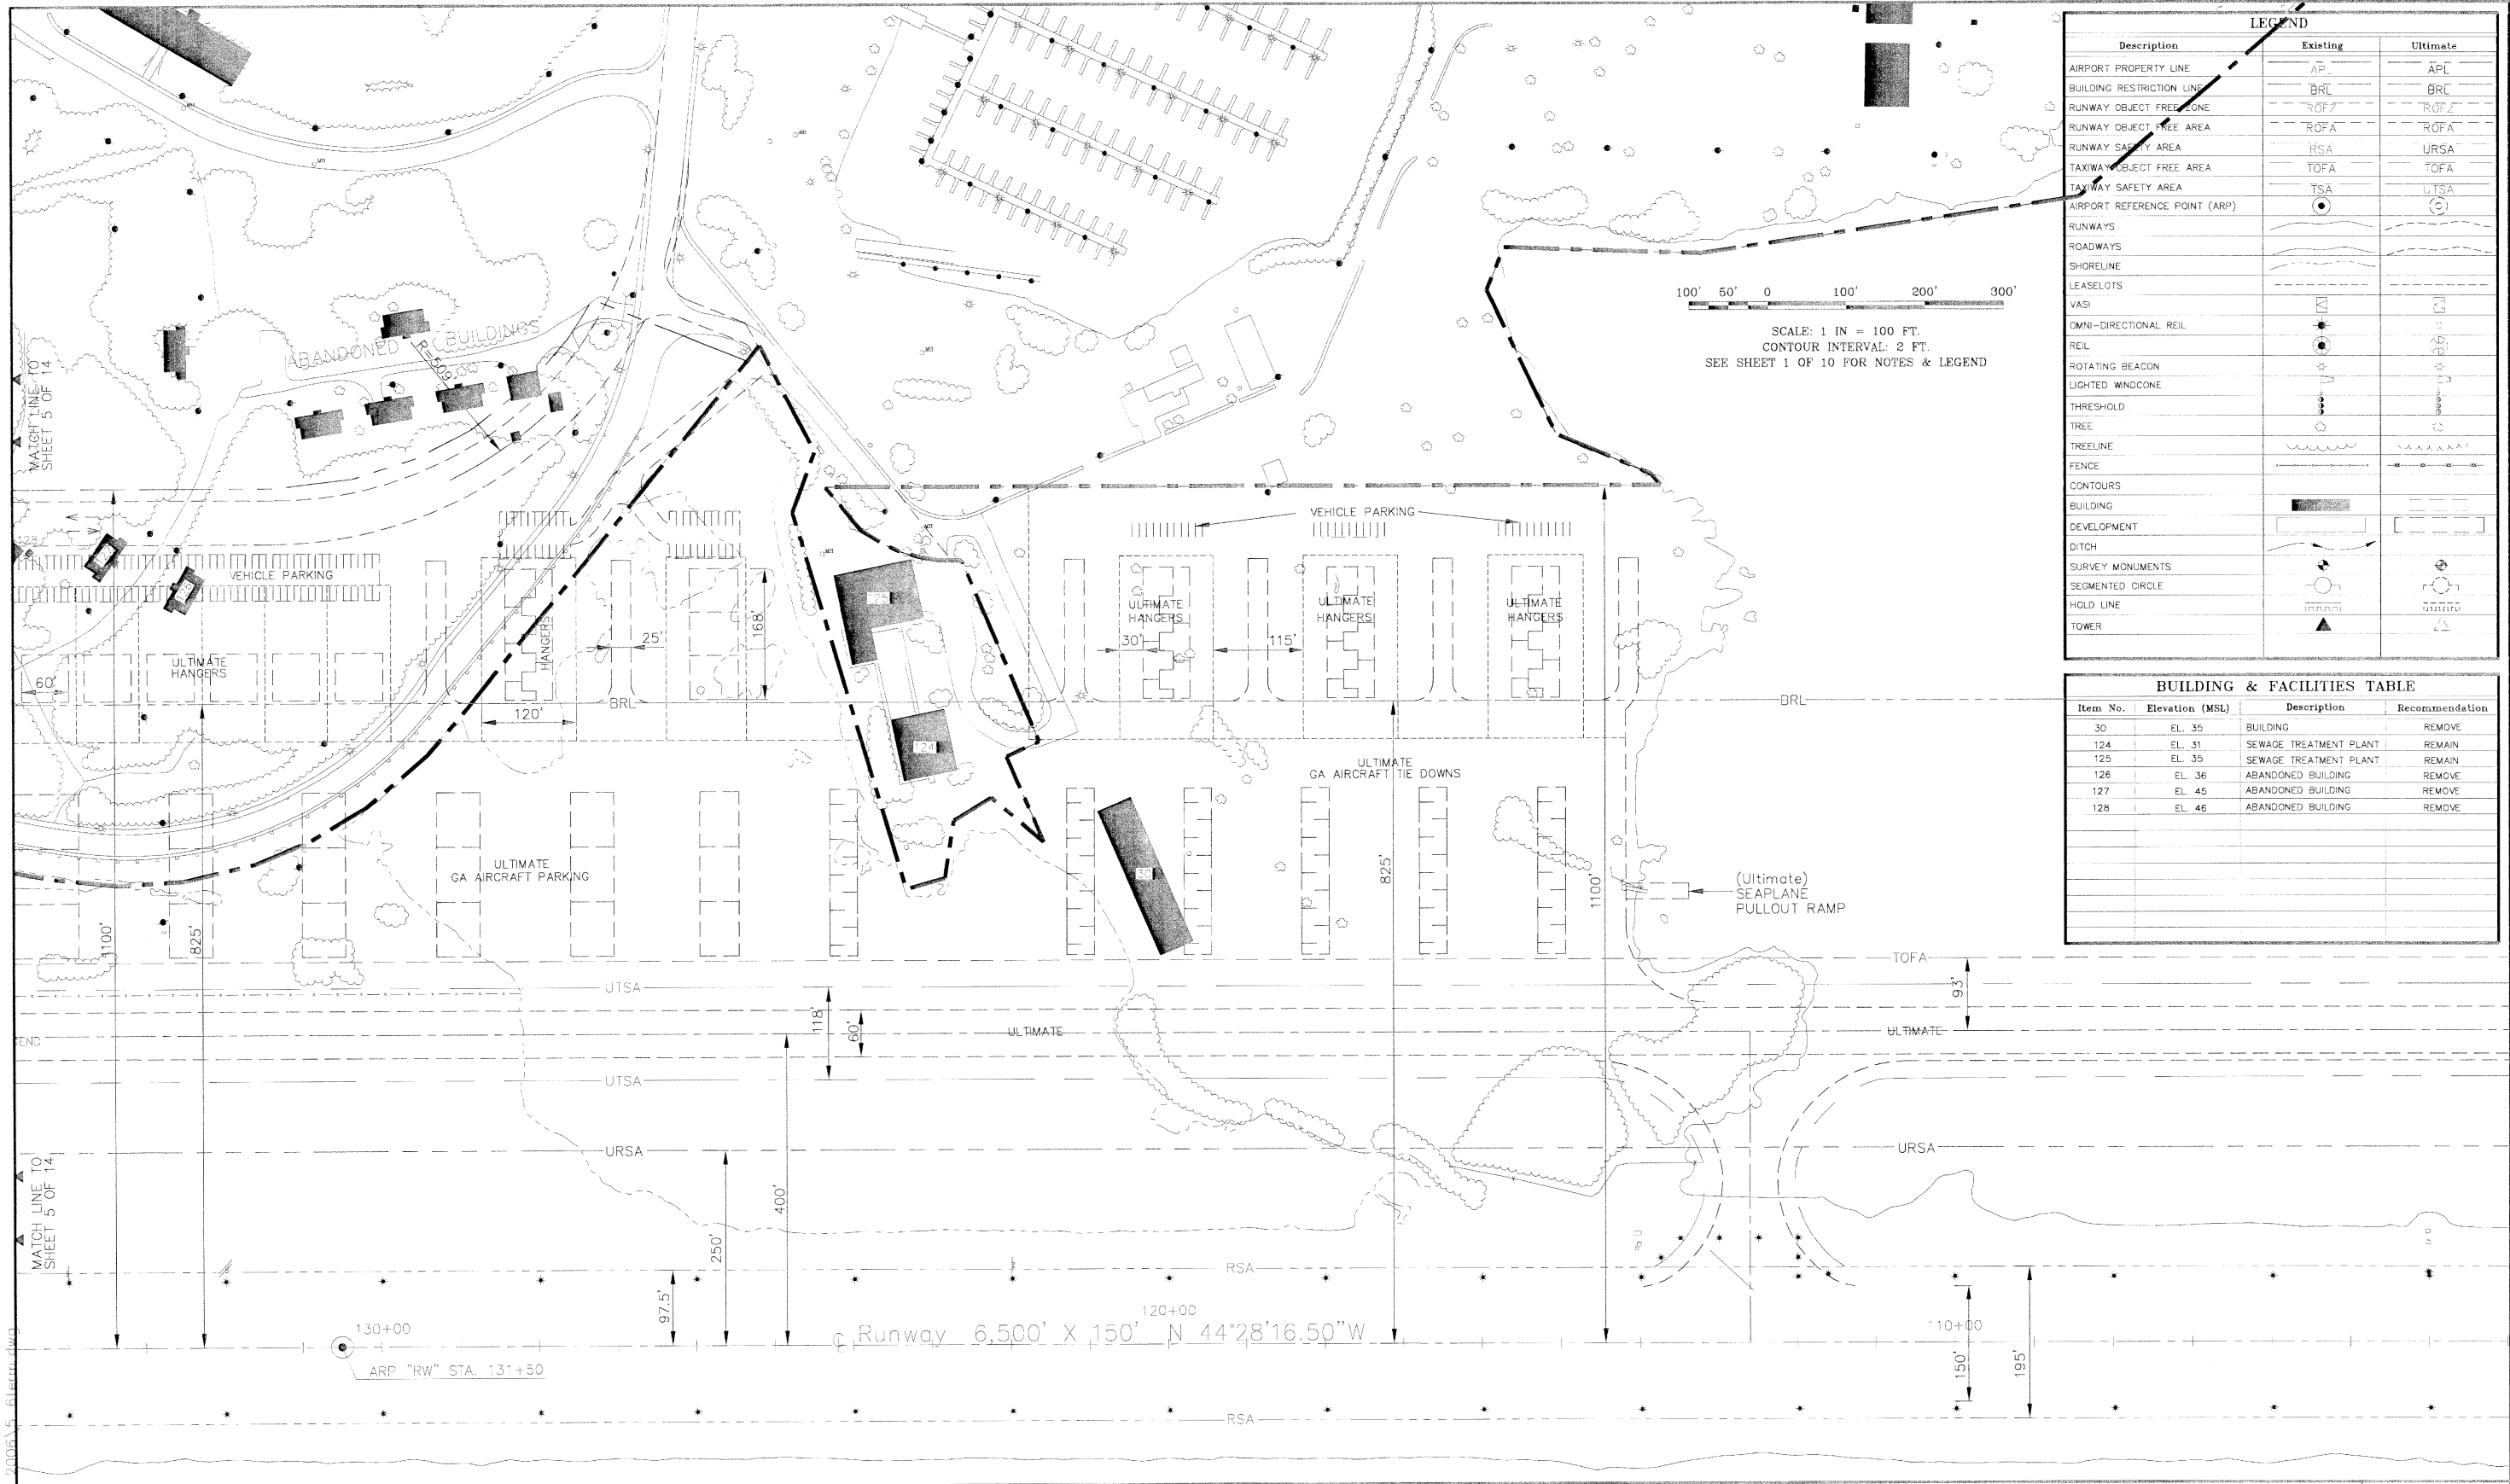 LEGEND
Description Existing Ultimate
AIRPORT PROPERTY LINE APL
BUILDING RESTRICTION LINE BRL BRL
RUNWAY OBJECT FREE ZONE ROFZ ROFZ
RUNWAY OBJECT FREE AREA ROFA ROFA
RUNWAY SAFETY AREA RSA URSA
TAXIWAY OBJECT FREE AREA TOFA TOFA
TAXIWAY SAFETY AREA TSA UTSA
AIRPORT REFERENCE POINT (ARP)
RUNWAYS
ROADWAYS
SHORELINE
LEASELOTS
VASI
OMNI-DIRECTIONAL REIL
REIL
ROTATING BEACON
LIGHTED WINDCONE
THRESHOLD
TREE
TREELINE
FENCE
CONTOURS
BUILDING
DEVELOPMENT
DITCH
SURVEY MONUMENTS
SEGMENTED CIRCLE
HOLD LINE
TOWER
BUILDING & FACILITIES TABLE
Item No. Elevation (MSL) Description Recommendation
30 EL. 35 BUILDING REMOVE
124 EL. 31 SEWAGE TREATMENT PLANT REMAIN
125 EL. 35 SEWAGE TREATMENT PLANT REMAIN
126 EL. 36 ABANDONED BUILDING REMOVE
127 EL. 45 ABANDONED BUILDING REMOVE
128 EL. 46 ABANDONED BUILDING REMOVE
100' 50' 0 100' 200' 300'
SCALE: 1 IN = 100 FT.
CONTOUR INTERVAL: 2 FT.
SEE SHEET 1 OF 10 FOR NOTES & LEGEND
ABANDONED BUILDINGS
R=509'
MATCH LINE TO
SHEET 5 OF 14
VEHICLE PARKING
VEHICLE PARKING
128
127
126
125
124
30
ULTIMATE
HANGERS
60'
HANGERS
120'
25'
168'
BRL
ULTIMATE
HANGERS
30'
115'
ULTIMATE
HANGERS
ULTIMATE
HANGERS
BRL
ULTIMATE
GA AIRCRAFT TIE DOWNS
ULTIMATE
GA AIRCRAFT PARKING
1100'
825'
825'
1100'
(Ultimate)
SEAPLANE
PULLOUT RAMP
TOFA
93'
UTSA
118'
60'
ULTIMATE
ULTIMATE
END
UTSA
URSA
URSA
400'
250'
97.5'
MATCH LINE TO
SHEET 5 OF 14
RSA
130+00
120+00
110+00
Runway 6,500' X 150' N 44°28'16.50"W
ARP "RW" STA. 131+50
150'
195'
RSA